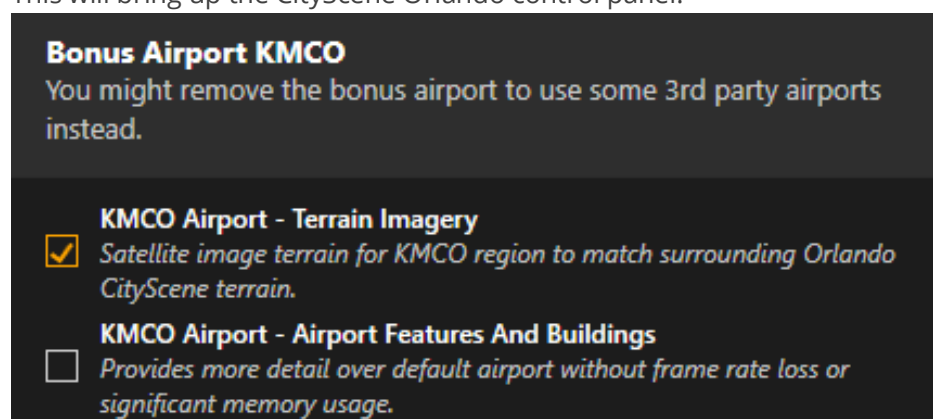 This will bring up the CityScene Orlando control panel.
Bonus Airport KMCO
You might remove the bonus airport to use some 3rd party airports
instead.
KMCO Airport - Terrain Imagery
Satellite image terrain for KMCO region to match surrounding Orlando
CityScene terrain.
KMCO Airport - Airport Features And Buildings
Provides more detail over default airport without frame rate loss or
significant memory usage.